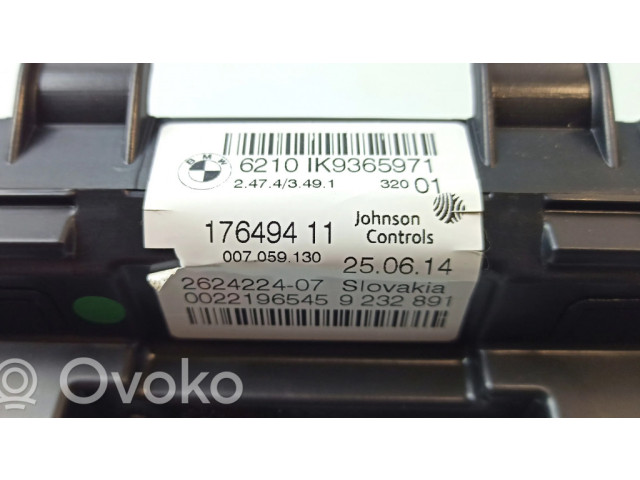 BMW
6210 IK9365971
2.47.4/3.49.1 320 01
176494 11
Johnson
Controls
007.059.130
25.06.14
2624224-07 Slovakia
0022196545 9 232 891
Ovoko